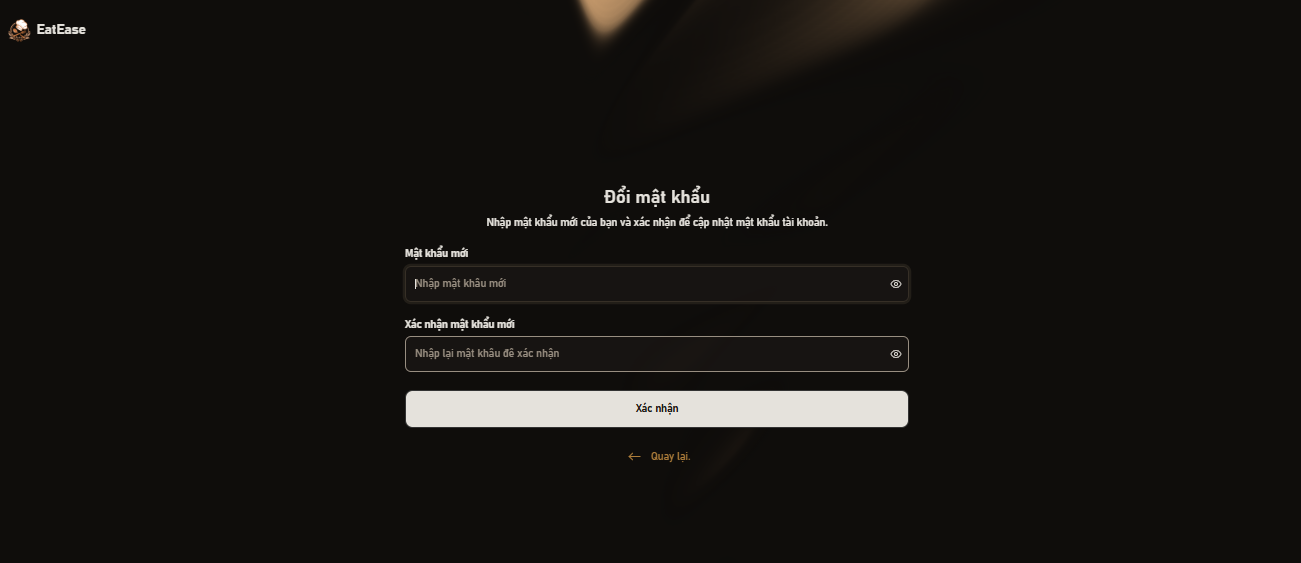 EatEase
Đổi mật khẩu
Nhập mật khẩu mới của bạn và xác nhận để cập nhật mật khẩu tài khoản.
Mật khẩu mới
Nhập mật khẩu mới
Xác nhận mật khẩu mới
Nhập lại mật khẩu để xác nhận
Xác nhận
Quay lại.